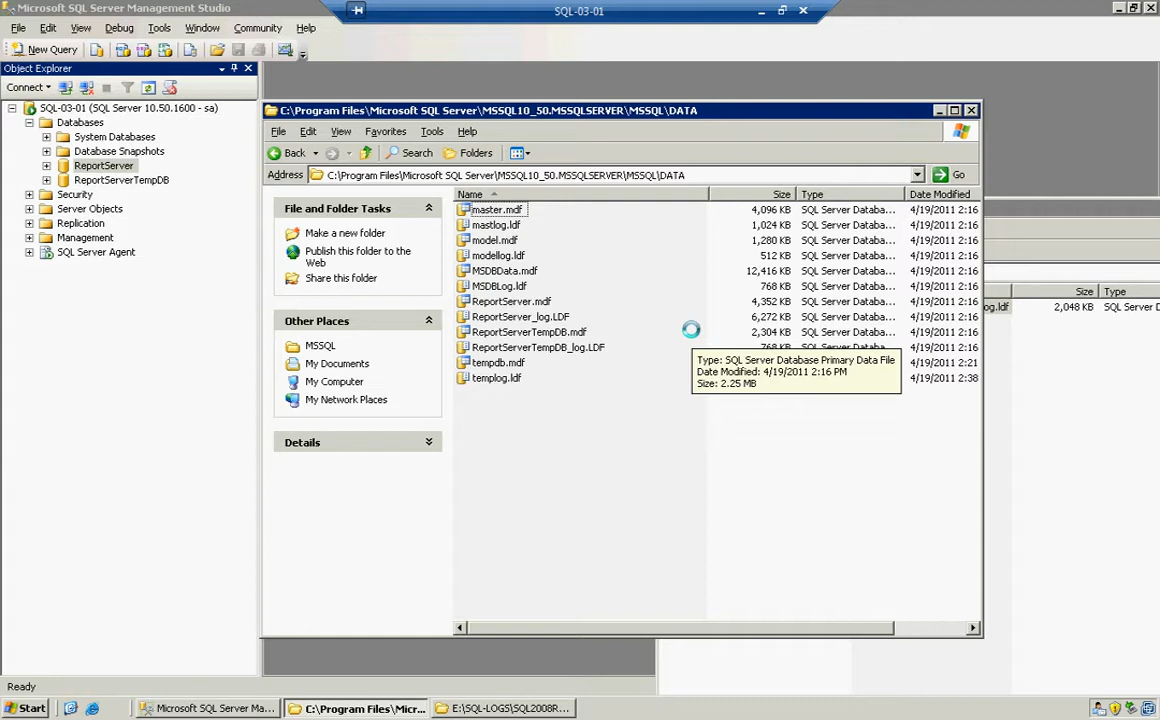 Microsoft SQL Server Management Studio
SQL-03-01
File Edit View Debug Tools Window Community Help
New Query
Object Explorer
Connect
SQL-03-01 (SQL Server 10.50.1600 - sa)
Databases
System Databases
Database Snapshots
ReportServer
ReportServerTempDB
Security
Server Objects
Replication
Management
SQL Server Agent
C:\Program Files\Microsoft SQL Server\MSSQL10_50.MSSQLSERVER\MSSQL\DATA
File Edit View Favorites Tools Help
Back Search Folders
Address C:\Program Files\Microsoft SQL Server\MSSQL10_50.MSSQLSERVER\MSSQL\DATA Go
File and Folder Tasks
Make a new folder
Publish this folder to the
Web
Share this folder
Other Places
MSSQL
My Documents
My Computer
My Network Places
Details
Name Size Type Date Modified
master.mdf 4,096 KB SQL Server Databa... 4/19/2011 2:16
mastlog.ldf 1,024 KB SQL Server Databa... 4/19/2011 2:16
model.mdf 1,280 KB SQL Server Databa... 4/19/2011 2:16
modellog.ldf 512 KB SQL Server Databa... 4/19/2011 2:16
MSDBData.mdf 12,416 KB SQL Server Databa... 4/19/2011 2:16
MSDBLog.ldf 768 KB SQL Server Databa... 4/19/2011 2:16
ReportServer.mdf 4,352 KB SQL Server Databa... 4/19/2011 2:16
ReportServer_log.LDF 6,272 KB SQL Server Databa... 4/19/2011 2:16
ReportServerTempDB.mdf 2,304 KB SQL Server Databa... 4/19/2011 2:16
ReportServerTempDB_log.LDF 768 KB SQL Server Databa... 4/19/2011 2:16
tempdb.mdf 4/19/2011 2:21
templog.ldf 4/19/2011 2:38
Type: SQL Server Database Primary Data File
Date Modified: 4/19/2011 2:16 PM
Size: 2.25 MB
Size Type
og.ldf 2,048 KB SQL Server D
Ready
Start Microsoft SQL Server Ma... C:\Program Files\Micr... E:\SQL-LOGS\SQL2008R...